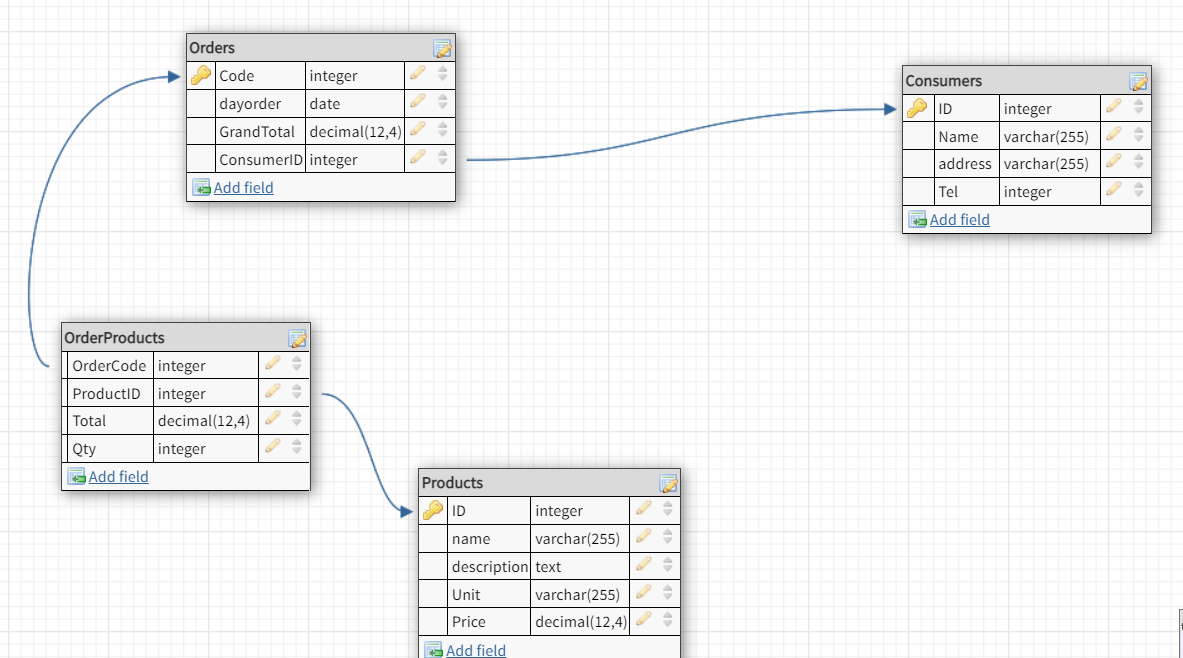 Orders
Code integer
dayorder date
GrandTotal decimal(12,4)
ConsumerID integer
Add field
Consumers
ID integer
Name varchar(255)
address varchar(255)
Tel integer
Add field
OrderProducts
OrderCode integer
ProductID integer
Total decimal(12,4)
Qty integer
Add field
Products
ID integer
name varchar(255)
description text
Unit varchar(255)
Price decimal(12,4)
Add field